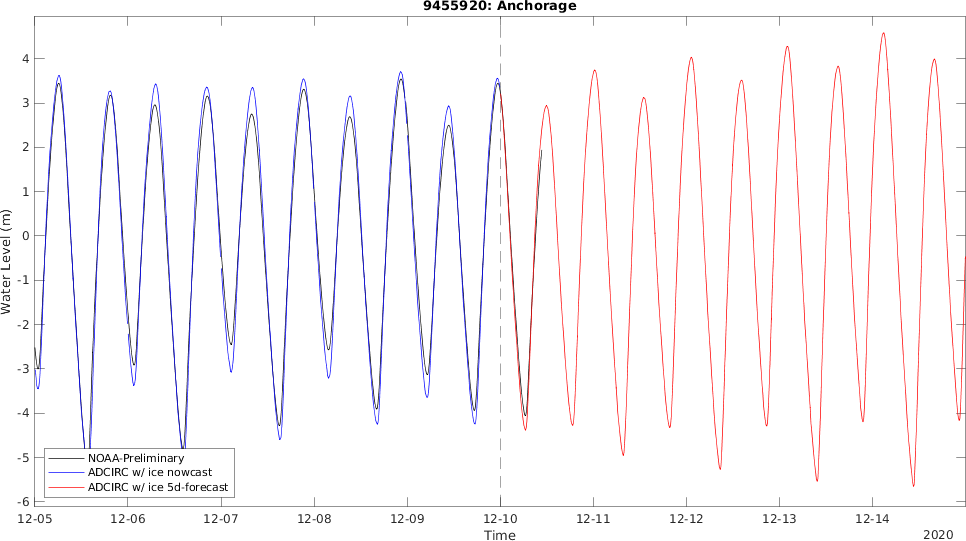 9455920: Anchorage
4
3
2
1
0
-1
-2
-3
-4
-5
-6
Water Level (m)
NOAA-Preliminary
ADCIRC w/ ice nowcast
ADCIRC w/ ice 5d-forecast
12-05 12-06 12-07 12-08 12-09 12-10 12-11 12-12 12-13 12-14
Time
2020